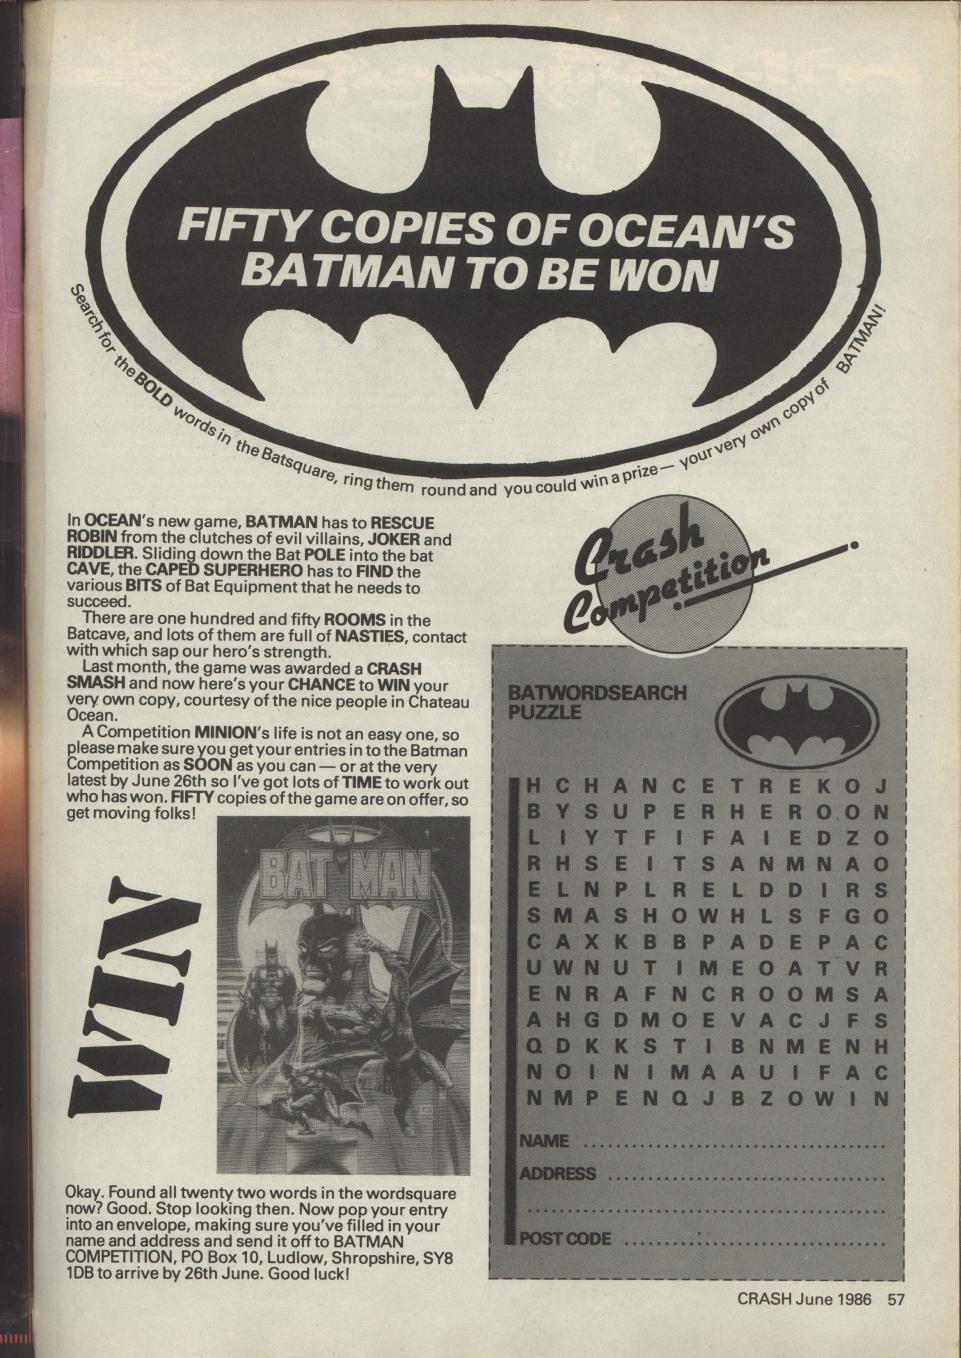 FIFTY COPIES OF OCEAN'S
BATMAN TO BE WON
Search for the BOLD words in the Batsquare, ring them round and you could win a prize — your very own copy of BATMAN!
In OCEAN's new game, BATMAN has to RESCUE
ROBIN from the clutches of evil villains, JOKER and
RIDDLER. Sliding down the Bat POLE into the bat
CAVE, the CAPED SUPERHERO has to FIND the
various BITS of Bat Equipment that he needs to
succeed.
There are one hundred and fifty ROOMS in the
Batcave, and lots of them are full of NASTIES, contact
with which sap our hero's strength.
Last month, the game was awarded a CRASH
SMASH and now here's your CHANCE to WIN your
very own copy, courtesy of the nice people in Chateau
Ocean.
A Competition MINION's life is not an easy one, so
please make sure you get your entries in to the Batman
Competition as SOON as you can — or at the very
latest by June 26th so I've got lots of TIME to work out
who has won. FIFTY copies of the game are on offer, so
get moving folks!
WIN
BATMAN
Okay. Found all twenty two words in the wordsquare
now? Good. Stop looking then. Now pop your entry
into an envelope, making sure you've filled in your
name and address and send it off to BATMAN
COMPETITION, PO Box 10, Ludlow, Shropshire, SY8
1DB to arrive by 26th June. Good luck!
Crash
Competition
BATWORDSEARCH
PUZZLE
H C H A N C E T R E K O J
B Y S U P E R H E R O O N
L I Y T F I F A I E D Z O
R H S E I T S A N M N A O
E L N P L R E L D D I R S
S M A S H O W H L S F G O
C A X K B B P A D E P A C
U W N U T I M E O A T V R
E N R A F N C R O O M S A
A H G D M O E V A C J F S
Q D K K S T I B N M E N H
N O I N I M A A U I F A C
N M P E N Q J B Z O W I N
NAME ......................................
ADDRESS ..................................
............................................
POST CODE ................................
CRASH June 1986 57